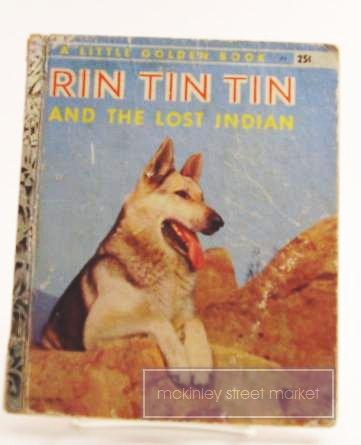 A LITTLE GOLDEN BOOK
25¢
RIN TIN TIN
AND THE LOST INDIAN
mckinley street market